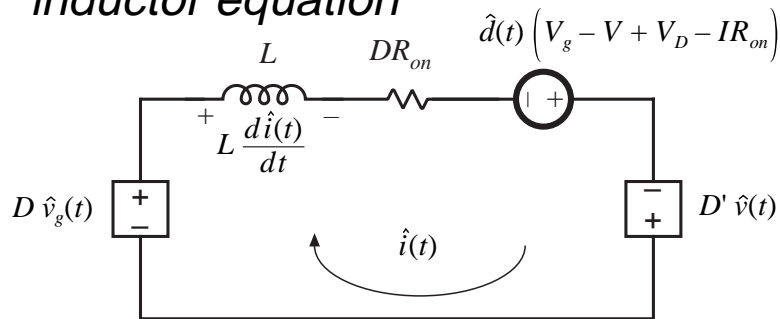 inductor equation
d̂(t) (V_g – V + V_D – IR_on)
L
DR_on
+ –
L dî(t)/dt
– +
D v̂_g(t)
+
–
–
+
D' v̂(t)
î(t)